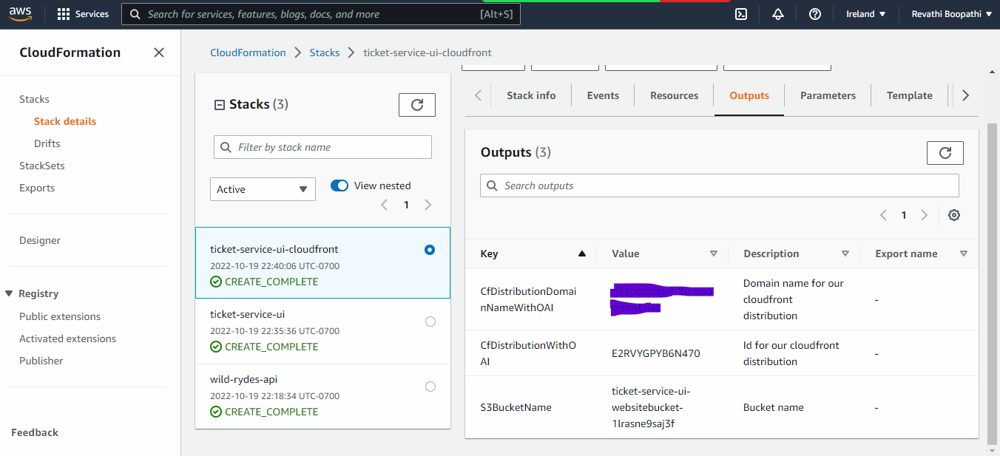 aws
Services
Search for services, features, blogs, docs, and more
[Alt+S]
Ireland
Revathi Boopathi
CloudFormation
Stacks
Stack details
Drifts
StackSets
Exports
Designer
Registry
Public extensions
Activated extensions
Publisher
Feedback
CloudFormation
Stacks
ticket-service-ui-cloudfront
Stacks (3)
Filter by stack name
Active
View nested
1
ticket-service-ui-cloudfront
2022-10-19 22:40:06 UTC-0700
CREATE_COMPLETE
ticket-service-ui
2022-10-19 22:35:36 UTC-0700
CREATE_COMPLETE
wild-rydes-api
2022-10-19 22:18:34 UTC-0700
CREATE_COMPLETE
Stack info
Events
Resources
Outputs
Parameters
Template
Outputs (3)
Search outputs
1
Key
Value
Description
Export name
CfDistributionDomai
nNameWithOAI
Domain name for our
cloudfront
distribution
-
CfDistributionWithO
AI
E2RVYGPYB6N470
Id for our cloudfront
distribution
-
S3BucketName
ticket-service-ui-
websitebucket-
1lrasne9saj3f
Bucket name
-